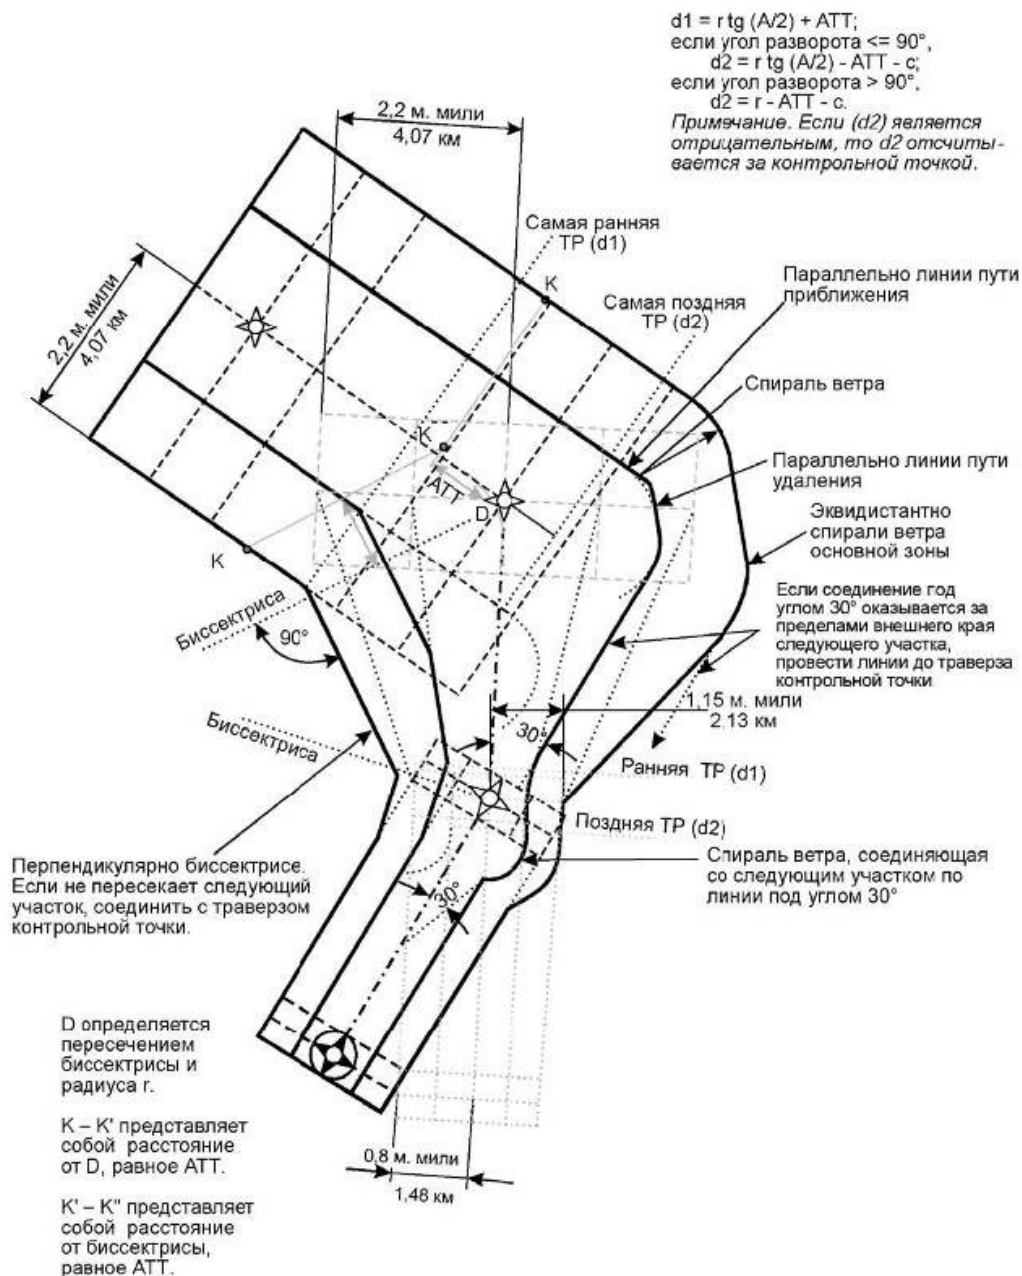 d1 = r tg (A/2) + ATT;
если угол разворота <= 90°,
d2 = r tg (A/2) - ATT - c;
если угол разворота > 90°,
d2 = r - ATT - c.
Примечание. Если (d2) является
отрицательным, то d2 отсчиты-
вается за контрольной точкой.
2,2 м. мили
4,07 км
Самая ранняя
ТР (d1)
Параллельно линии пути
приближения
K
Самая поздняя
ТР (d2)
2,2 м. мили
4,07 км
Спираль ветра
K
Параллельно линии пути
удаления
ATT
D
Эквидистантно
спирали ветра
основной зоны
K
Если соединение год
углом 30° оказывается за
пределами внешнего края
следующего участка,
провести линии до траверза
контрольной точки
Биссектриса
90°
1,15 м. мили
2,13 км
Биссектриса
30°
Ранняя ТР (d1)
Поздняя ТР (d2)
Перпендикулярно биссектрисе.
Если не пересекает следующий
участок, соединить с траверзом
контрольной точки.
Спираль ветра, соединяющая
со следующим участком по
линии под углом 30°
30°
D определяется
пересечением
биссектрисы и
радиуса r.
K – K' представляет
собой расстояние
от D, равное ATT.
K' – K" представляет
собой расстояние
от биссектрисы,
равное ATT.
0,8 м. мили
1,48 км